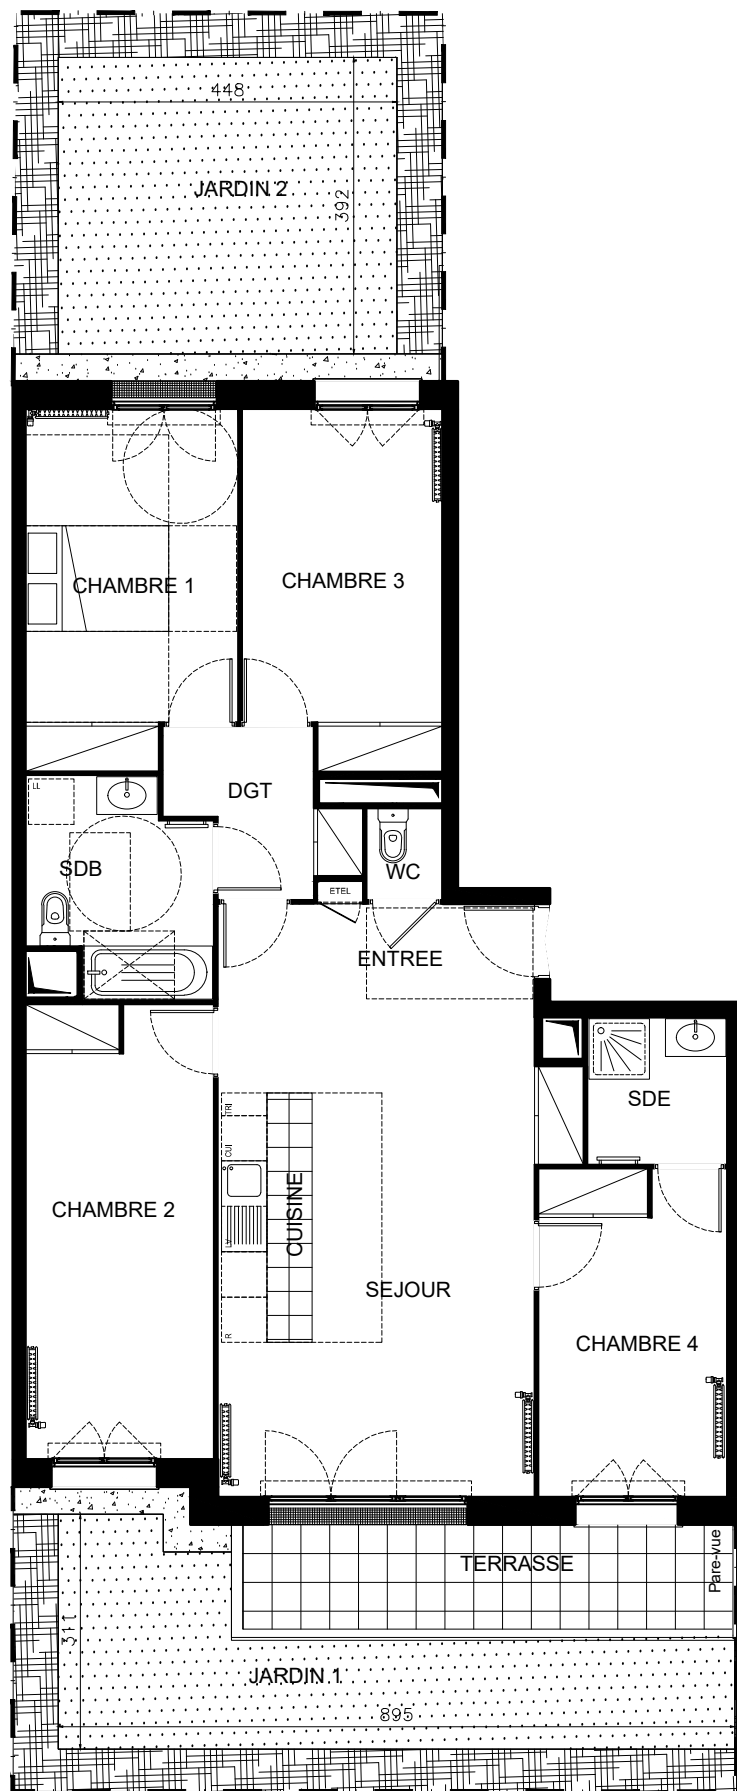 448
JARDIN 2
392
CHAMBRE 1
CHAMBRE 3
DGT
LL
SDB
WC
ETEL
ENTREE
SDE
TRI
CUI
CUISINE
LV
CHAMBRE 2
SEJOUR
R
CHAMBRE 4
TERRASSE
Pare-vue
311
JARDIN 1
895